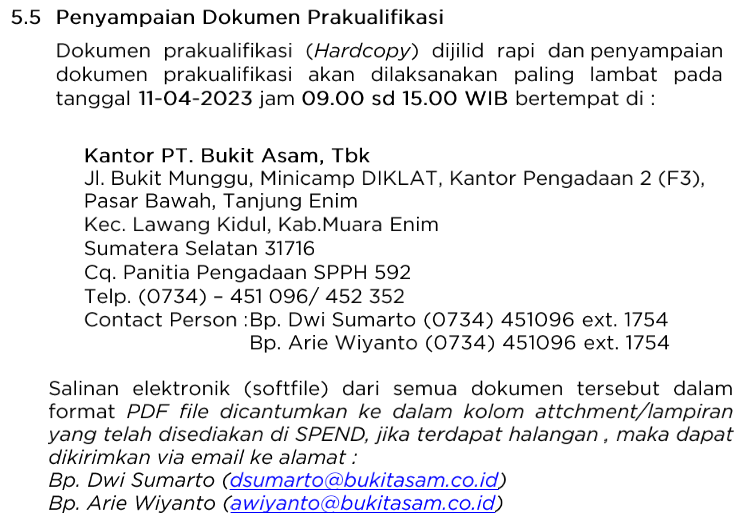 5.5 Penyampaian Dokumen Prakualifikasi
Dokumen prakualifikasi (Hardcopy) dijilid rapi dan penyampaian
dokumen prakualifikasi akan dilaksanakan paling lambat pada
tanggal 11-04-2023 jam 09.00 sd 15.00 WIB bertempat di :
Kantor PT. Bukit Asam, Tbk
Jl. Bukit Munggu, Minicamp DIKLAT, Kantor Pengadaan 2 (F3),
Pasar Bawah, Tanjung Enim
Kec. Lawang Kidul, Kab.Muara Enim
Sumatera Selatan 31716
Cq. Panitia Pengadaan SPPH 592
Telp. (0734) – 451 096/ 452 352
Contact Person :Bp. Dwi Sumarto (0734) 451096 ext. 1754
Bp. Arie Wiyanto (0734) 451096 ext. 1754
Salinan elektronik (softfile) dari semua dokumen tersebut dalam
format PDF file dicantumkan ke dalam kolom attchment/lampiran
yang telah disediakan di SPEND, jika terdapat halangan , maka dapat
dikirimkan via email ke alamat :
Bp. Dwi Sumarto (dsumarto@bukitasam.co.id)
Bp. Arie Wiyanto (awiyanto@bukitasam.co.id)